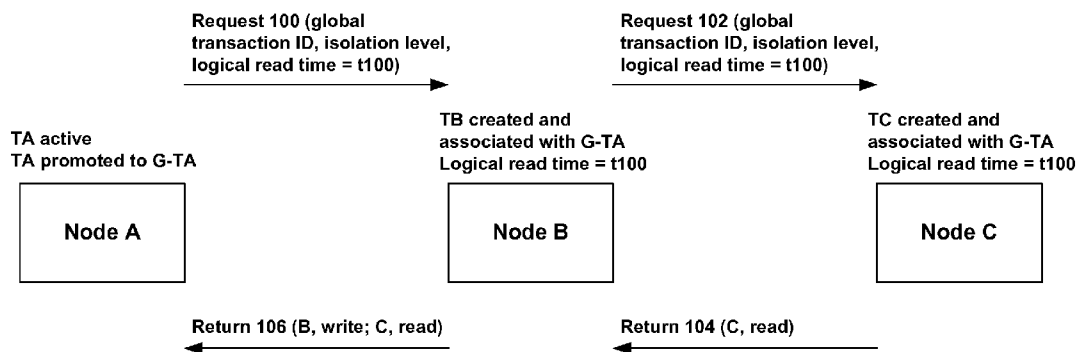 Request 100 (global
transaction ID, isolation level,
logical read time = t100)
Request 102 (global
transaction ID, isolation level,
logical read time = t100)
TA active
TA promoted to G-TA
TB created and
associated with G-TA
Logical read time = t100
TC created and
associated with G-TA
Logical read time = t100
Node A
Node B
Node C
Return 106 (B, write; C, read)
Return 104 (C, read)